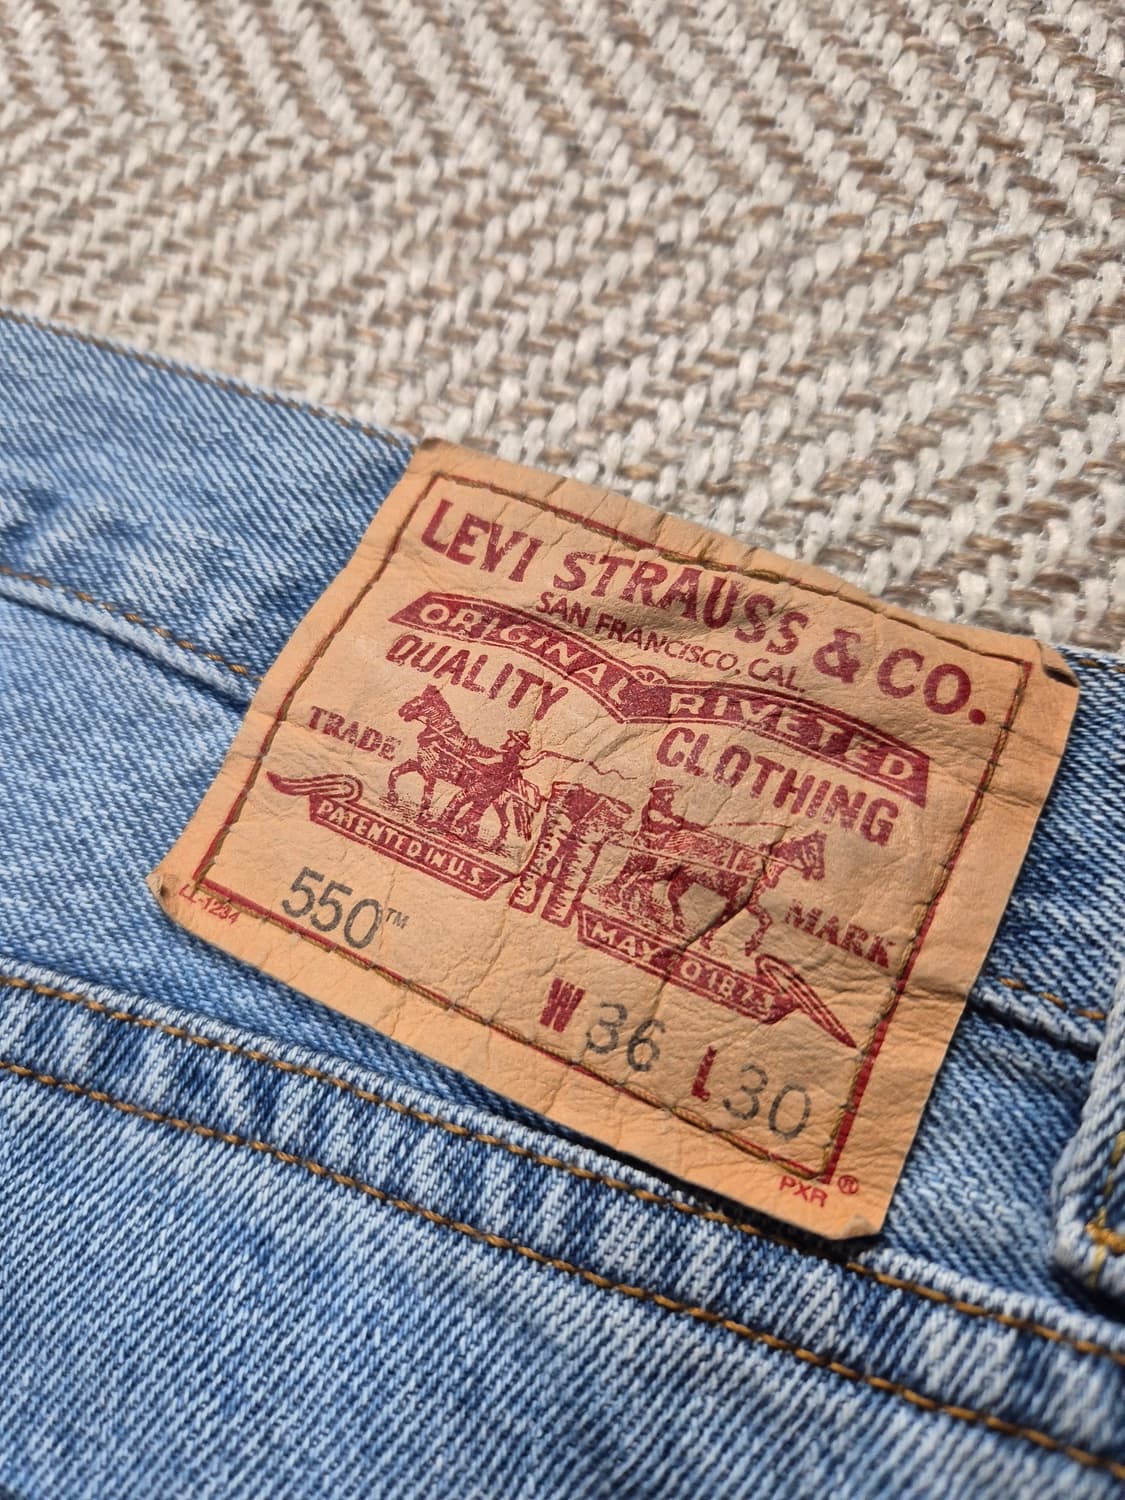 LEVI STRAUSS & CO.
SAN FRANCISCO, CAL.
ORIGINAL RIVETED
QUALITY CLOTHING
TRADE MARK
PATENTED IN U.S.
MAY 20 1873
550™
W 36 L 30
LL-1234
PXR ®